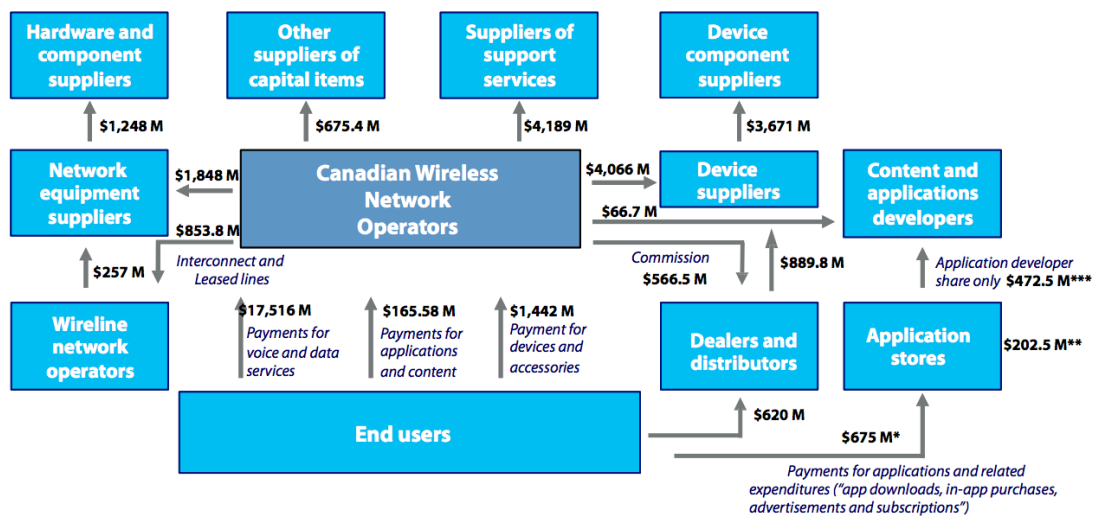 Hardware and
component
suppliers
Other
suppliers of
capital items
Suppliers of
support
services
Device
component
suppliers
$1,248 M
$675.4 M
$4,189 M
$3,671 M
Network
equipment
suppliers
$1,848 M
Canadian Wireless
Network
Operators
$4,066 M
Device
suppliers
Content and
applications
developers
$66.7 M
$853.8 M
Interconnect and
Leased lines
$257 M
Commission
$566.5 M
$889.8 M
Application developer
share only $472.5 M***
Wireline
network
operators
$17,516 M
Payments for
voice and data
services
$165.58 M
Payments for
applications
and content
$1,442 M
Payment for
devices and
accessories
Dealers and
distributors
Application
stores
$202.5 M**
End users
$620 M
$675 M*
Payments for applications and related
expenditures (“app downloads, in-app purchases,
advertisements and subscriptions”)